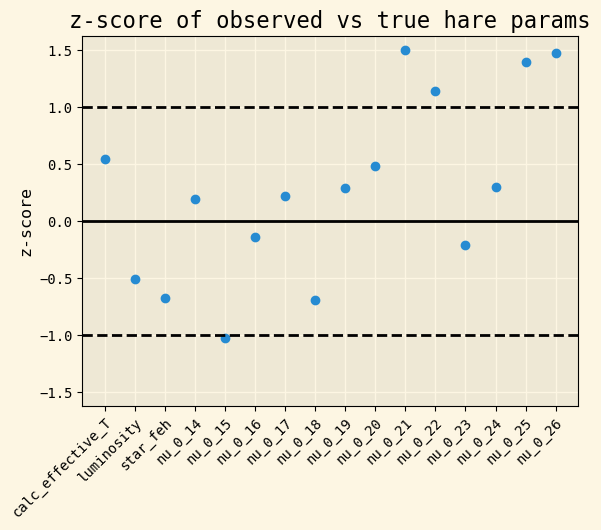 z-score of observed vs true hare params
z-score
1.5
1.0
0.5
0.0
−0.5
−1.0
−1.5
calc_effective_T
luminosity
star_feh
nu_0_14
nu_0_15
nu_0_16
nu_0_17
nu_0_18
nu_0_19
nu_0_20
nu_0_21
nu_0_22
nu_0_23
nu_0_24
nu_0_25
nu_0_26